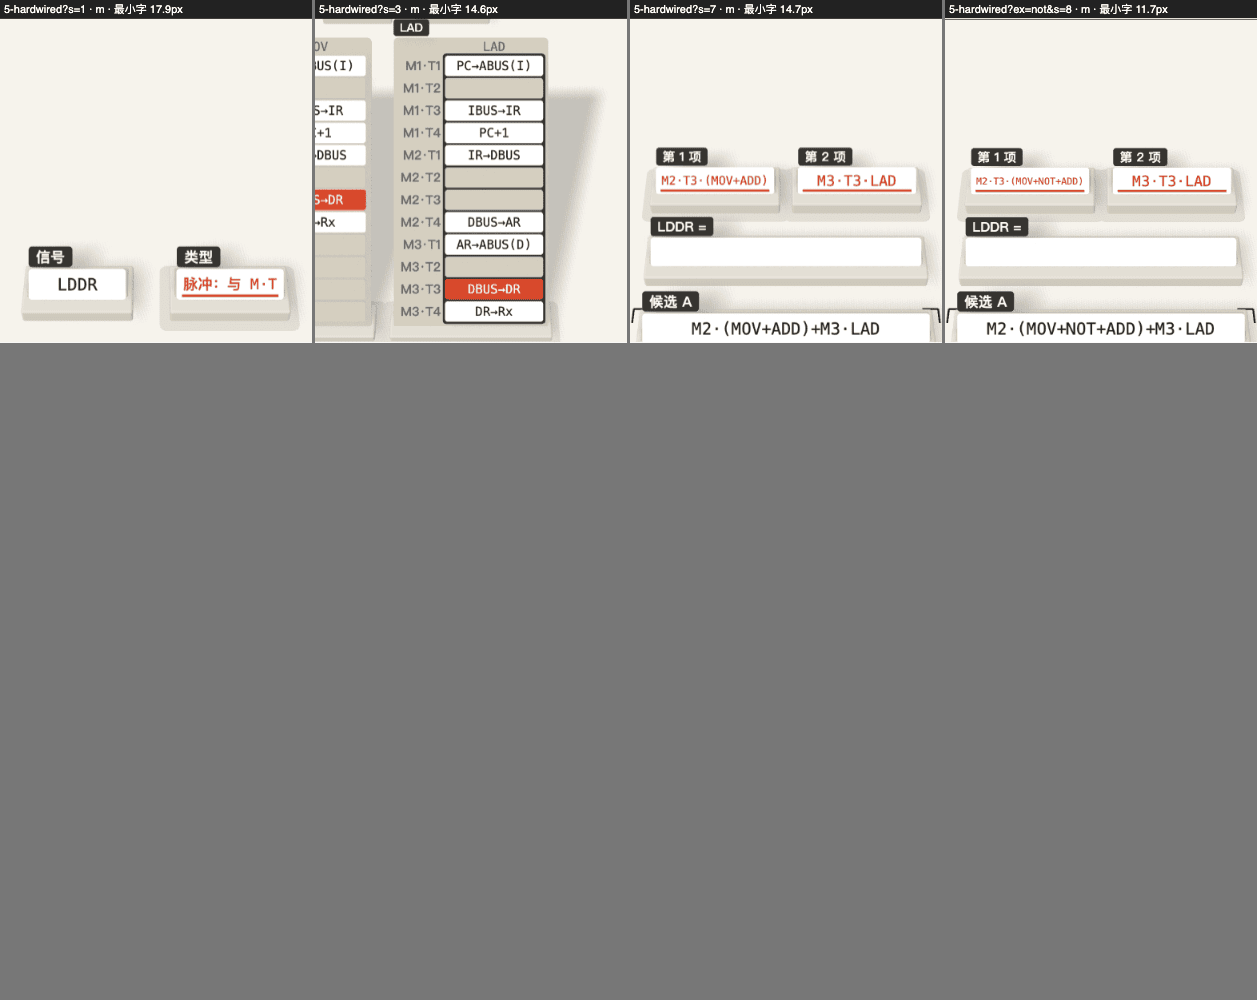 5-hardwired?s=1 · m · 最小字 17.9px
信号
LDDR
类型
脉冲: 与 M·T
5-hardwired?s=3 · m · 最小字 14.6px
LAD
OV
LAD
BUS(I)
M1·T1 PC→ABUS(I)
M1·T2
S→IR
M1·T3 IBUS→IR
+1
M1·T4 PC+1
→DBUS
M2·T1 IR→DBUS
M2·T2
S→DR
M2·T3
→Rx
M2·T4 DBUS→AR
M3·T1 AR→ABUS(D)
M3·T2
M3·T3 DBUS→DR
M3·T4 DR→Rx
5-hardwired?s=7 · m · 最小字 14.7px
第 1 项
M2·T3·(MOV+ADD)
第 2 项
M3·T3·LAD
LDDR =
候选 A
M2·(MOV+ADD)+M3·LAD
5-hardwired?ex=not&s=8 · m · 最小字 11.7px
第 1 项
M2·T3·(MOV+NOT+ADD)
第 2 项
M3·T3·LAD
LDDR =
候选 A
M2·(MOV+NOT+ADD)+M3·LAD